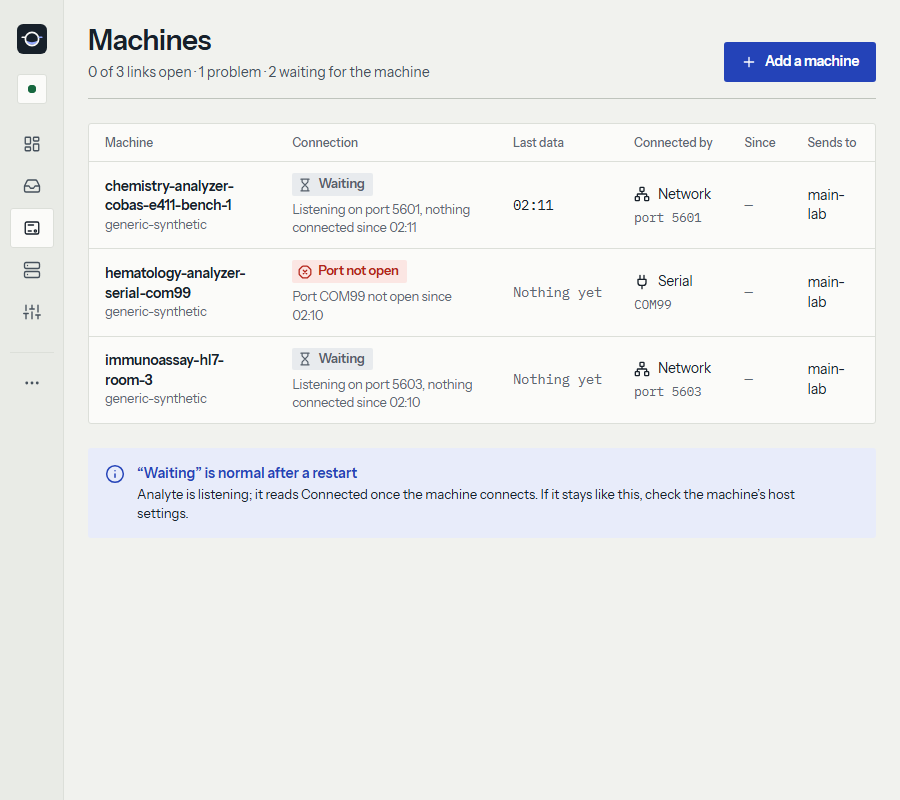 Machines
0 of 3 links open · 1 problem · 2 waiting for the machine
Add a machine
Machine Connection Last data Connected by Since Sends to
chemistry-analyzer-
cobas-e411-bench-1
generic-synthetic
Waiting
Listening on port 5601, nothing
connected since 02:11
02:11
Network
port 5601
—
main-
lab
hematology-analyzer-
serial-com99
generic-synthetic
Port not open
Port COM99 not open since
02:10
Nothing yet
Serial
COM99
—
main-
lab
immunoassay-hl7-
room-3
generic-synthetic
Waiting
Listening on port 5603, nothing
connected since 02:10
Nothing yet
Network
port 5603
—
main-
lab
“Waiting” is normal after a restart
Analyte is listening; it reads Connected once the machine connects. If it stays like this, check the machine’s host
settings.